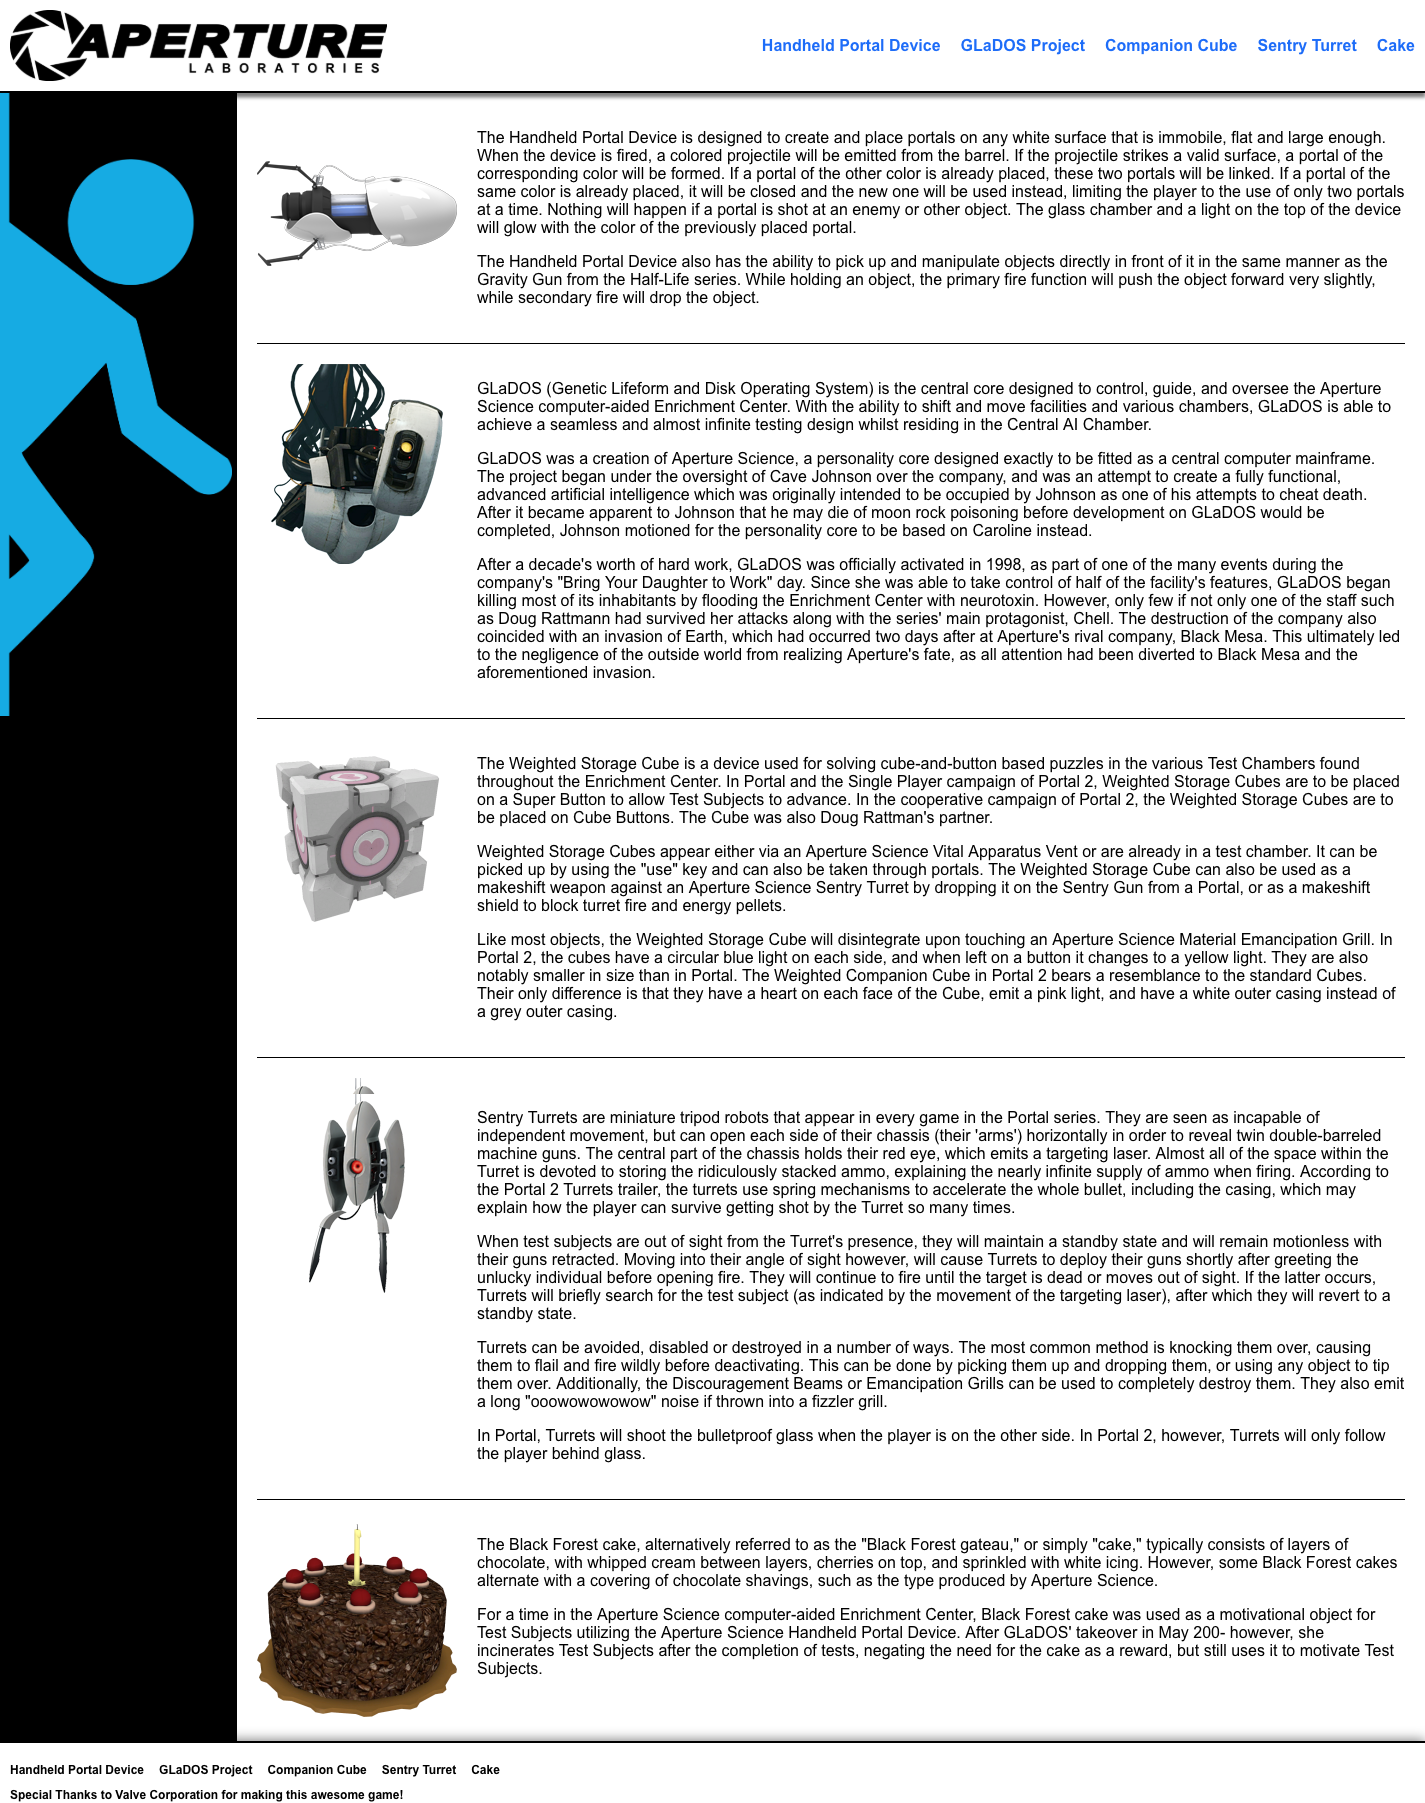 APERTURE
LABORATORIES
Handheld Portal Device GLaDOS Project Companion Cube Sentry Turret Cake
The Handheld Portal Device is designed to create and place portals on any white surface that is immobile, flat and large enough.
When the device is fired, a colored projectile will be emitted from the barrel. If the projectile strikes a valid surface, a portal of the
corresponding color will be formed. If a portal of the other color is already placed, these two portals will be linked. If a portal of the
same color is already placed, it will be closed and the new one will be used instead, limiting the player to the use of only two portals
at a time. Nothing will happen if a portal is shot at an enemy or other object. The glass chamber and a light on the top of the device
will glow with the color of the previously placed portal.
The Handheld Portal Device also has the ability to pick up and manipulate objects directly in front of it in the same manner as the
Gravity Gun from the Half-Life series. While holding an object, the primary fire function will push the object forward very slightly,
while secondary fire will drop the object.
GLaDOS (Genetic Lifeform and Disk Operating System) is the central core designed to control, guide, and oversee the Aperture
Science computer-aided Enrichment Center. With the ability to shift and move facilities and various chambers, GLaDOS is able to
achieve a seamless and almost infinite testing design whilst residing in the Central AI Chamber.
GLaDOS was a creation of Aperture Science, a personality core designed exactly to be fitted as a central computer mainframe.
The project began under the oversight of Cave Johnson over the company, and was an attempt to create a fully functional,
advanced artificial intelligence which was originally intended to be occupied by Johnson as one of his attempts to cheat death.
After it became apparent to Johnson that he may die of moon rock poisoning before development on GLaDOS would be
completed, Johnson motioned for the personality core to be based on Caroline instead.
After a decade's worth of hard work, GLaDOS was officially activated in 1998, as part of one of the many events during the
company's "Bring Your Daughter to Work" day. Since she was able to take control of half of the facility's features, GLaDOS began
killing most of its inhabitants by flooding the Enrichment Center with neurotoxin. However, only few if not only one of the staff such
as Doug Rattmann had survived her attacks along with the series' main protagonist, Chell. The destruction of the company also
coincided with an invasion of Earth, which had occurred two days after at Aperture's rival company, Black Mesa. This ultimately led
to the negligence of the outside world from realizing Aperture's fate, as all attention had been diverted to Black Mesa and the
aforementioned invasion.
The Weighted Storage Cube is a device used for solving cube-and-button based puzzles in the various Test Chambers found
throughout the Enrichment Center. In Portal and the Single Player campaign of Portal 2, Weighted Storage Cubes are to be placed
on a Super Button to allow Test Subjects to advance. In the cooperative campaign of Portal 2, the Weighted Storage Cubes are to
be placed on Cube Buttons. The Cube was also Doug Rattman's partner.
Weighted Storage Cubes appear either via an Aperture Science Vital Apparatus Vent or are already in a test chamber. It can be
picked up by using the "use" key and can also be taken through portals. The Weighted Storage Cube can also be used as a
makeshift weapon against an Aperture Science Sentry Turret by dropping it on the Sentry Gun from a Portal, or as a makeshift
shield to block turret fire and energy pellets.
Like most objects, the Weighted Storage Cube will disintegrate upon touching an Aperture Science Material Emancipation Grill. In
Portal 2, the cubes have a circular blue light on each side, and when left on a button it changes to a yellow light. They are also
notably smaller in size than in Portal. The Weighted Companion Cube in Portal 2 bears a resemblance to the standard Cubes.
Their only difference is that they have a heart on each face of the Cube, emit a pink light, and have a white outer casing instead of
a grey outer casing.
Sentry Turrets are miniature tripod robots that appear in every game in the Portal series. They are seen as incapable of
independent movement, but can open each side of their chassis (their 'arms') horizontally in order to reveal twin double-barreled
machine guns. The central part of the chassis holds their red eye, which emits a targeting laser. Almost all of the space within the
Turret is devoted to storing the ridiculously stacked ammo, explaining the nearly infinite supply of ammo when firing. According to
the Portal 2 Turrets trailer, the turrets use spring mechanisms to accelerate the whole bullet, including the casing, which may
explain how the player can survive getting shot by the Turret so many times.
When test subjects are out of sight from the Turret's presence, they will maintain a standby state and will remain motionless with
their guns retracted. Moving into their angle of sight however, will cause Turrets to deploy their guns shortly after greeting the
unlucky individual before opening fire. They will continue to fire until the target is dead or moves out of sight. If the latter occurs,
Turrets will briefly search for the test subject (as indicated by the movement of the targeting laser), after which they will revert to a
standby state.
Turrets can be avoided, disabled or destroyed in a number of ways. The most common method is knocking them over, causing
them to flail and fire wildly before deactivating. This can be done by picking them up and dropping them, or using any object to tip
them over. Additionally, the Discouragement Beams or Emancipation Grills can be used to completely destroy them. They also emit
a long "ooowowowowow" noise if thrown into a fizzler grill.
In Portal, Turrets will shoot the bulletproof glass when the player is on the other side. In Portal 2, however, Turrets will only follow
the player behind glass.
The Black Forest cake, alternatively referred to as the "Black Forest gateau," or simply "cake," typically consists of layers of
chocolate, with whipped cream between layers, cherries on top, and sprinkled with white icing. However, some Black Forest cakes
alternate with a covering of chocolate shavings, such as the type produced by Aperture Science.
For a time in the Aperture Science computer-aided Enrichment Center, Black Forest cake was used as a motivational object for
Test Subjects utilizing the Aperture Science Handheld Portal Device. After GLaDOS' takeover in May 200- however, she
incinerates Test Subjects after the completion of tests, negating the need for the cake as a reward, but still uses it to motivate Test
Subjects.
Handheld Portal Device GLaDOS Project Companion Cube Sentry Turret Cake
Special Thanks to Valve Corporation for making this awesome game!